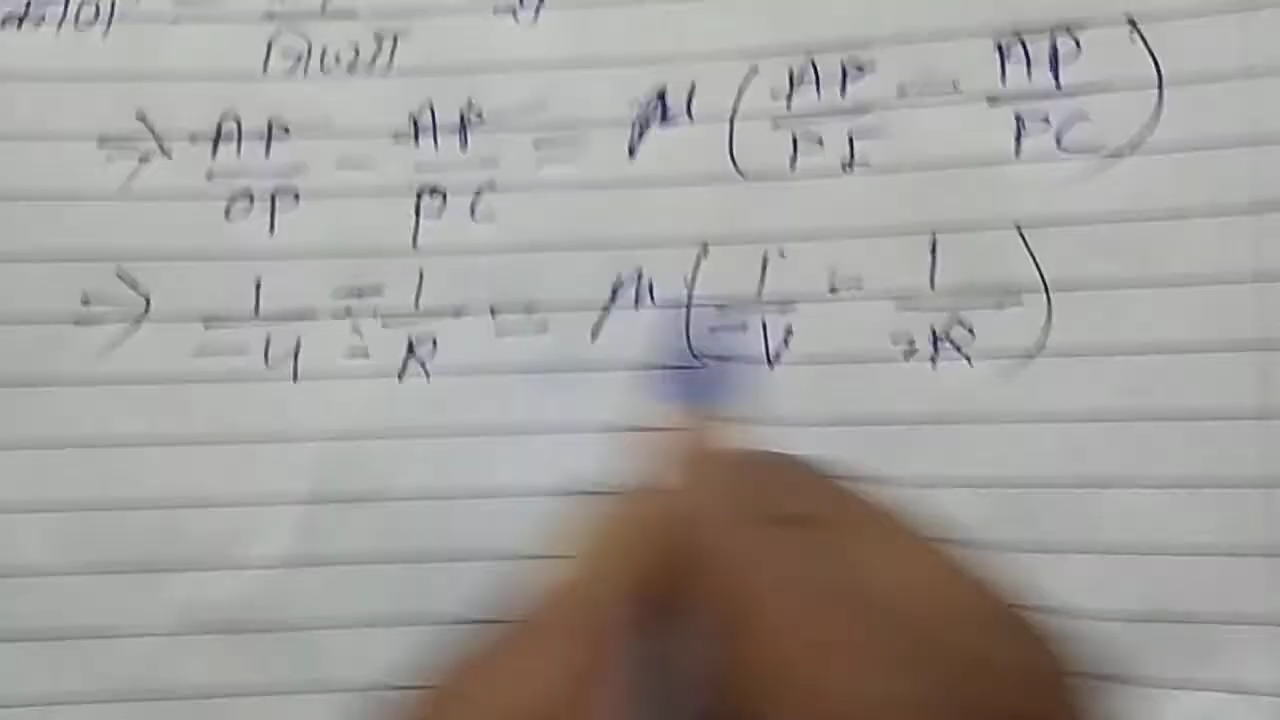 ⇒ AP/OP - AP/PC = μ ( AP/PI - AP/PC )
⇒ 1/-u - 1/R = μ ( 1/-v - 1/-R )